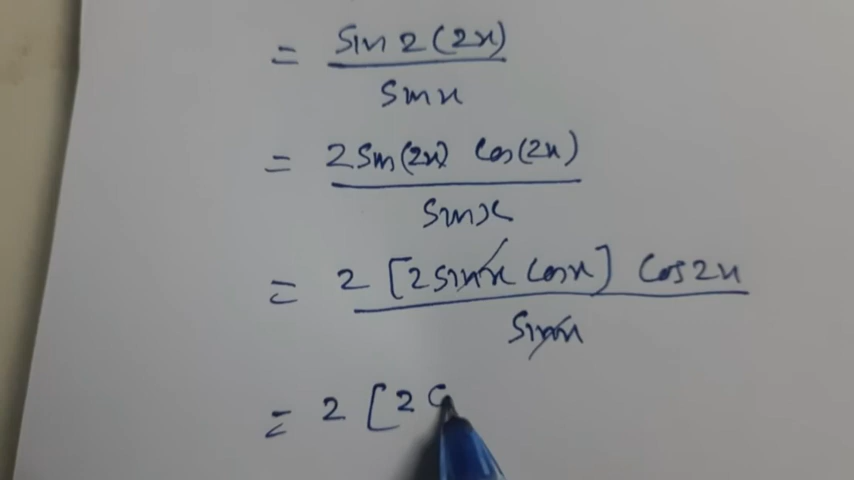 = sin 2 (2x)
sin x
= 2 sin(2x) cos(2x)
sin x
= 2 [2 sin x cos x] cos 2x
sin x
= 2 [2 c